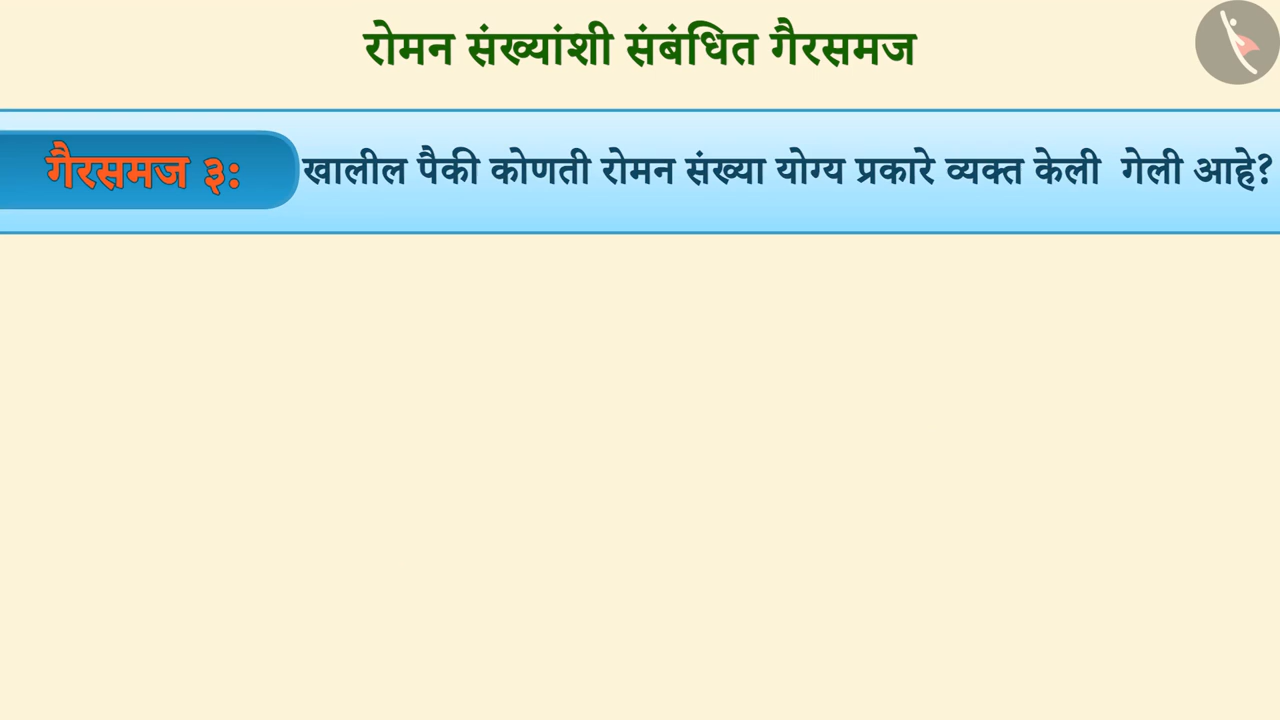 रोमन संख्यांशी संबंधित गैरसमज
गैरसमज ३: खालील पैकी कोणती रोमन संख्या योग्य प्रकारे व्यक्त केली गेली आहे?